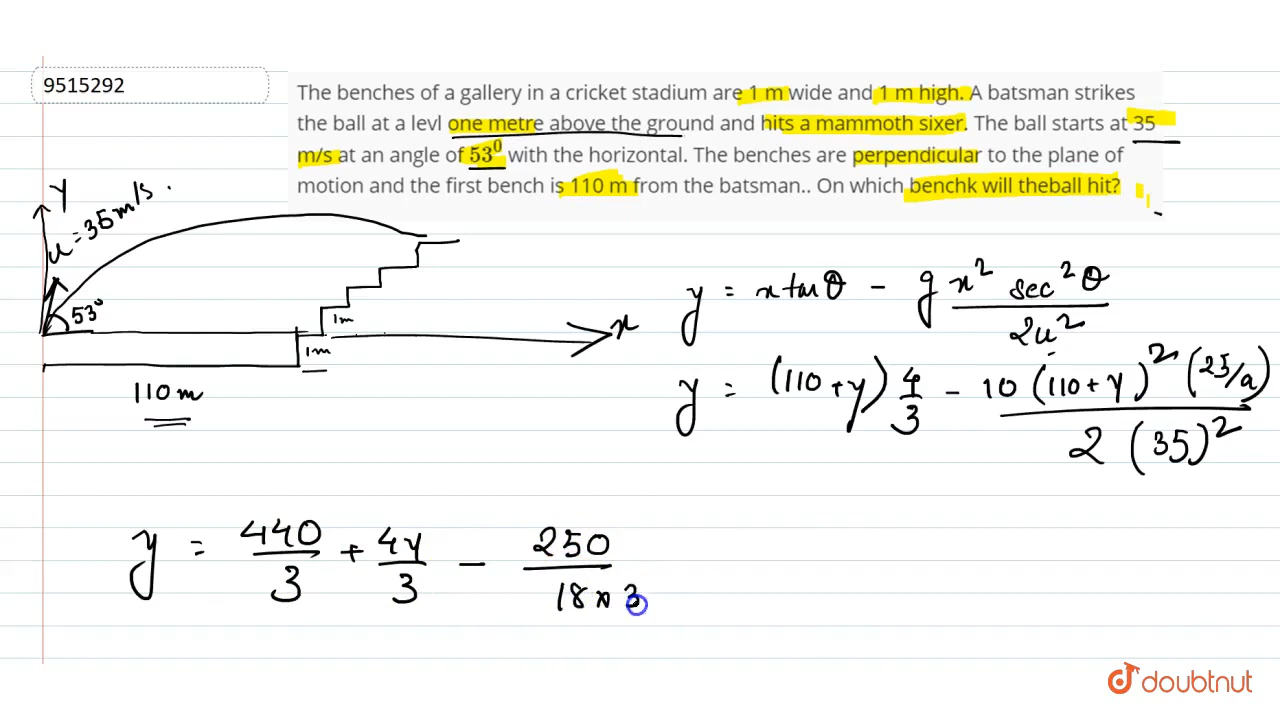 9515292
The benches of a gallery in a cricket stadium are 1 m wide and 1 m high. A batsman strikes
the ball at a levl one metre above the ground and hits a mammoth sixer. The ball starts at 35
m/s at an angle of 53⁰ with the horizontal. The benches are perpendicular to the plane of
motion and the first bench is 110 m from the batsman.. On which benchk will theball hit?
y
u = 35 m/s.
53°
1m
1m
x
110 m
y = x tan θ - g x² sec² θ / 2u²
y = (110 + y) 4/3 - 10 (110 + y)² (25/9) / 2 (35)²
y = 440/3 + 4y/3 - 250 / 18 × 3
doubtnut